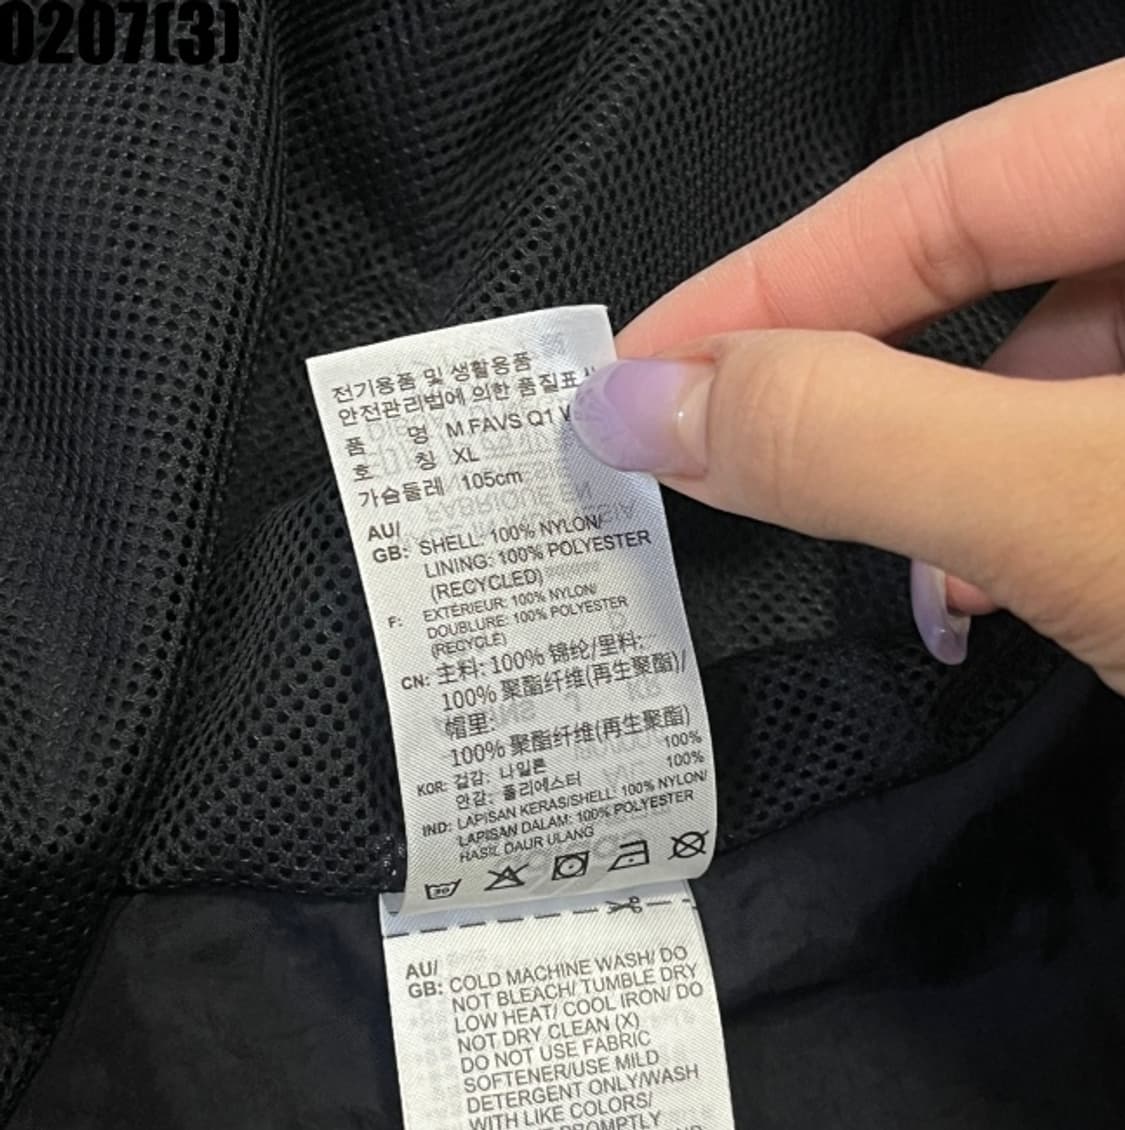 0207(3)
전기용품 및 생활용품
안전관리법에 의한 품질표
품 명 M FAVS Q1
호 칭 XL
가슴둘레 105cm
AU/
GB: SHELL: 100% NYLON/
LINING: 100% POLYESTER
(RECYCLED)
F: EXTÉRIEUR: 100% NYLON/
DOUBLURE: 100% POLYESTER
(RECYCLÉ)
CN: 主料: 100% 锦纶/里料:
100% 聚酯纤维(再生聚酯)/
帽里:
100% 聚酯纤维(再生聚酯)
KOR: 겉감: 나일론 100%
안감: 폴리에스터 100%
IND: LAPISAN KERAS/SHELL: 100% NYLON/
LAPISAN DALAM: 100% POLYESTER
HASIL DAUR ULANG
30
AU/
GB: COLD MACHINE WASH/ DO
NOT BLEACH/ TUMBLE DRY
LOW HEAT/ COOL IRON/ DO
NOT DRY CLEAN (X)
DO NOT USE FABRIC
SOFTENER/USE MILD
DETERGENT ONLY/WASH
WITH LIKE COLORS/
PROMPTLY